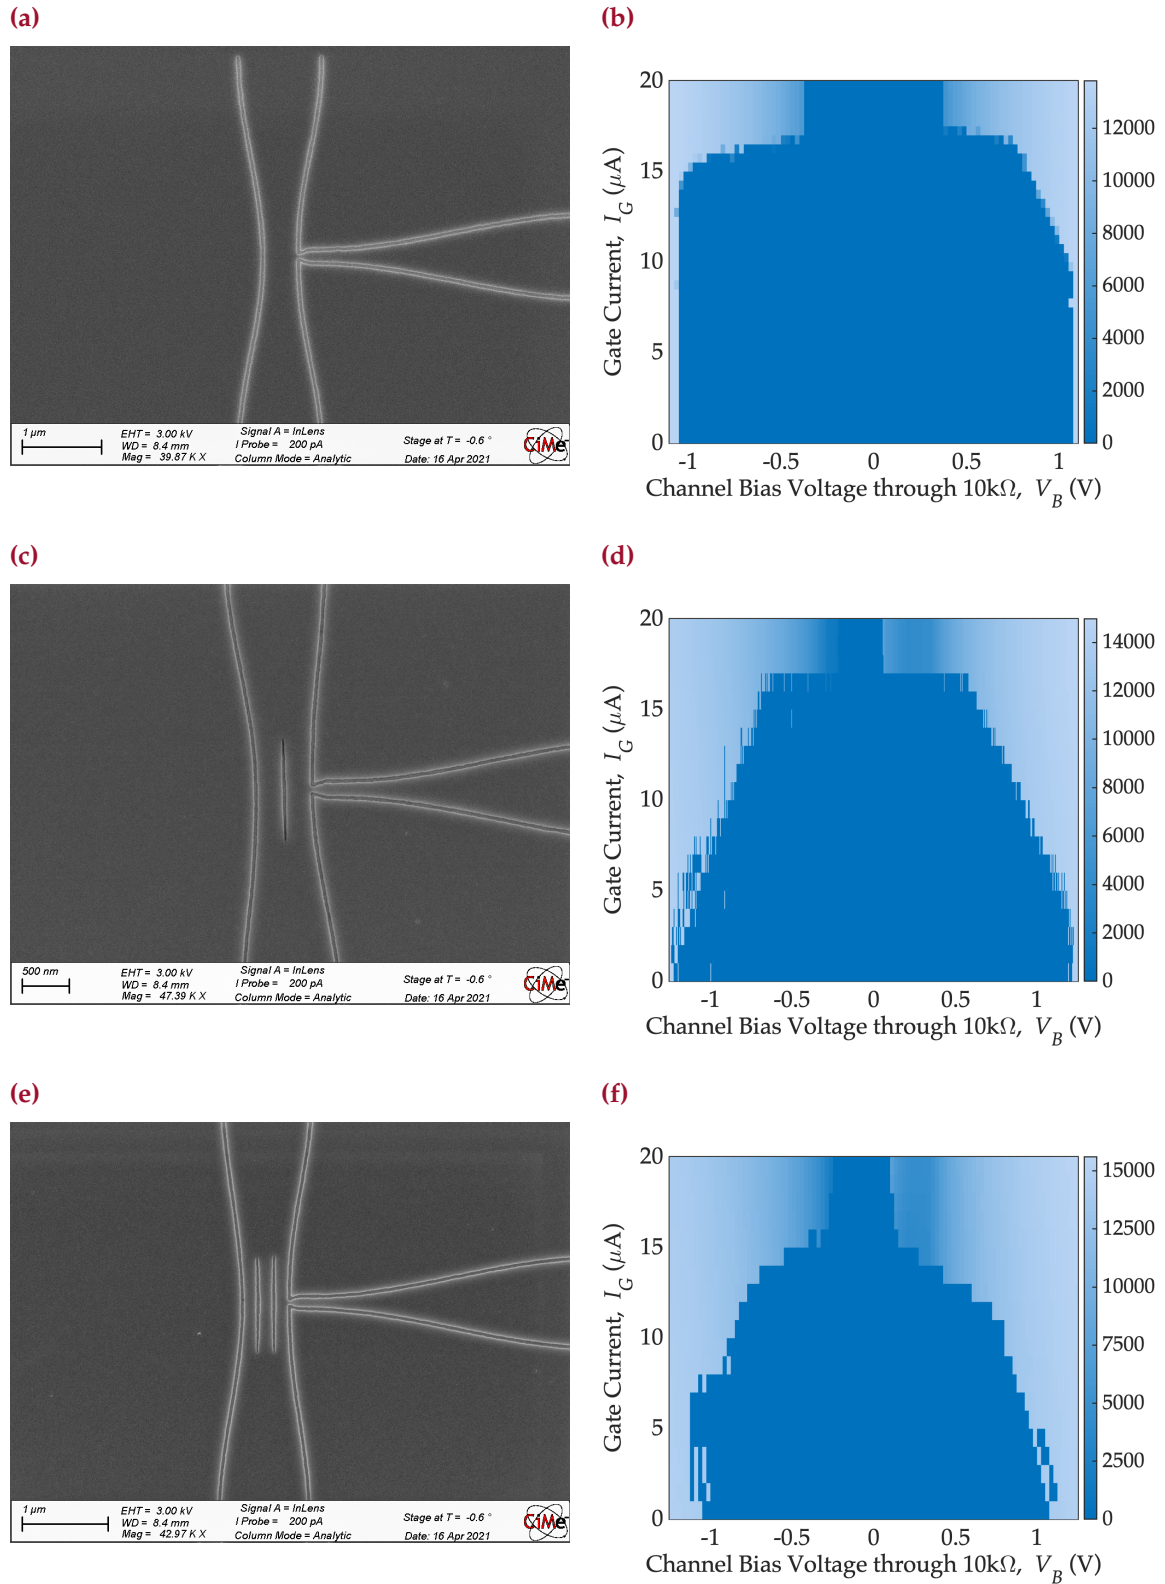 (a)
1 µm
EHT = 3.00 kV
WD = 8.4 mm
Mag = 39.87 K X
Signal A = InLens
I Probe = 200 pA
Column Mode = Analytic
Stage at T = -0.6 °
Date: 16 Apr 2021
CiMe
(b)
20
15
10
5
0
Gate Current, I_G (µA)
-1 -0.5 0 0.5 1
Channel Bias Voltage through 10kΩ, V_B (V)
12000
10000
8000
6000
4000
2000
0
(c)
500 nm
EHT = 3.00 kV
WD = 8.4 mm
Mag = 47.39 K X
Signal A = InLens
I Probe = 200 pA
Column Mode = Analytic
Stage at T = -0.6 °
Date: 16 Apr 2021
CiMe
(d)
20
15
10
5
0
Gate Current, I_G (µA)
-1 -0.5 0 0.5 1
Channel Bias Voltage through 10kΩ, V_B (V)
14000
12000
10000
8000
6000
4000
2000
0
(e)
1 µm
EHT = 3.00 kV
WD = 8.4 mm
Mag = 42.97 K X
Signal A = InLens
I Probe = 200 pA
Column Mode = Analytic
Stage at T = -0.6 °
Date: 16 Apr 2021
CiMe
(f)
20
15
10
5
0
Gate Current, I_G (µA)
-1 -0.5 0 0.5 1
Channel Bias Voltage through 10kΩ, V_B (V)
15000
12500
10000
7500
5000
2500
0